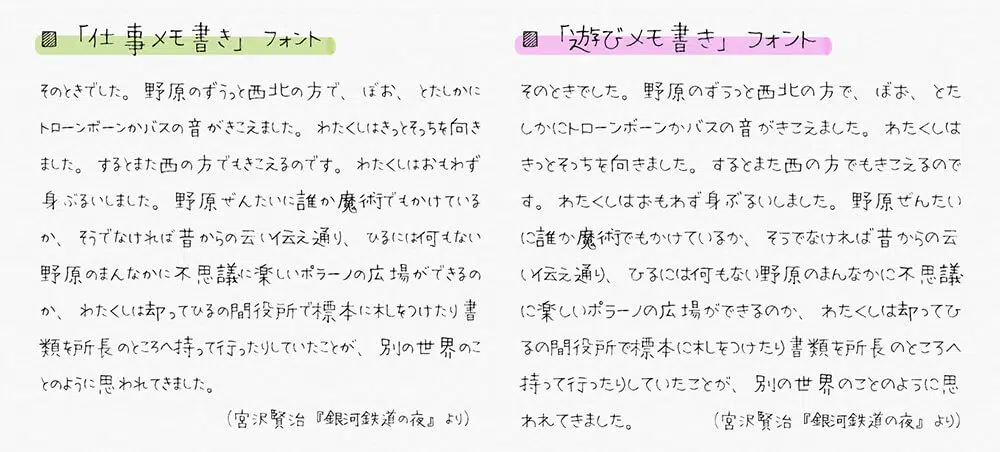 ▨ 「仕事メモ書き」フォント
そのときでした。野原のずうっと西北の方で、ぼお、とたしかに
トローンボーンかバスの音がきこえました。わたくしはきっとそっちを向き
ました。するとまた西の方でもきこえるのです。わたくしはおもわず
身ぶるいしました。野原ぜんたいに誰か魔術でもかけている
か、そうでなければ昔からの云い伝え通り、ひるには何もない
野原のまんなかに不思議に楽しいポラーノの広場ができるの
か、わたくしは却ってひるの間役所で標本に札をつけたり書
類を所長のところへ持って行ったりしていたことが、別の世界のこ
とのように思われてきました。
(宮沢賢治『銀河鉄道の夜』より)
▨ 「遊びメモ書き」フォント
そのときでした。野原のずうっと西北の方で、ぼお、とた
しかにトローンボーンかバスの音がきこえました。わたくしは
きっとそっちを向きました。するとまた西の方でもきこえるので
す。わたくしはおもわず身ぶるいしました。野原ぜんたい
に誰か魔術でもかけているか、そうでなければ昔からの云
い伝え通り、ひるには何もない野原のまんなかに不思議
に楽しいポラーノの広場ができるのか、わたくしは却ってひ
るの間役所で標本に札をつけたり書類を所長のところへ
持って行ったりしていたことが、別の世界のことのように思
われてきました。 (宮沢賢治『銀河鉄道の夜』より)